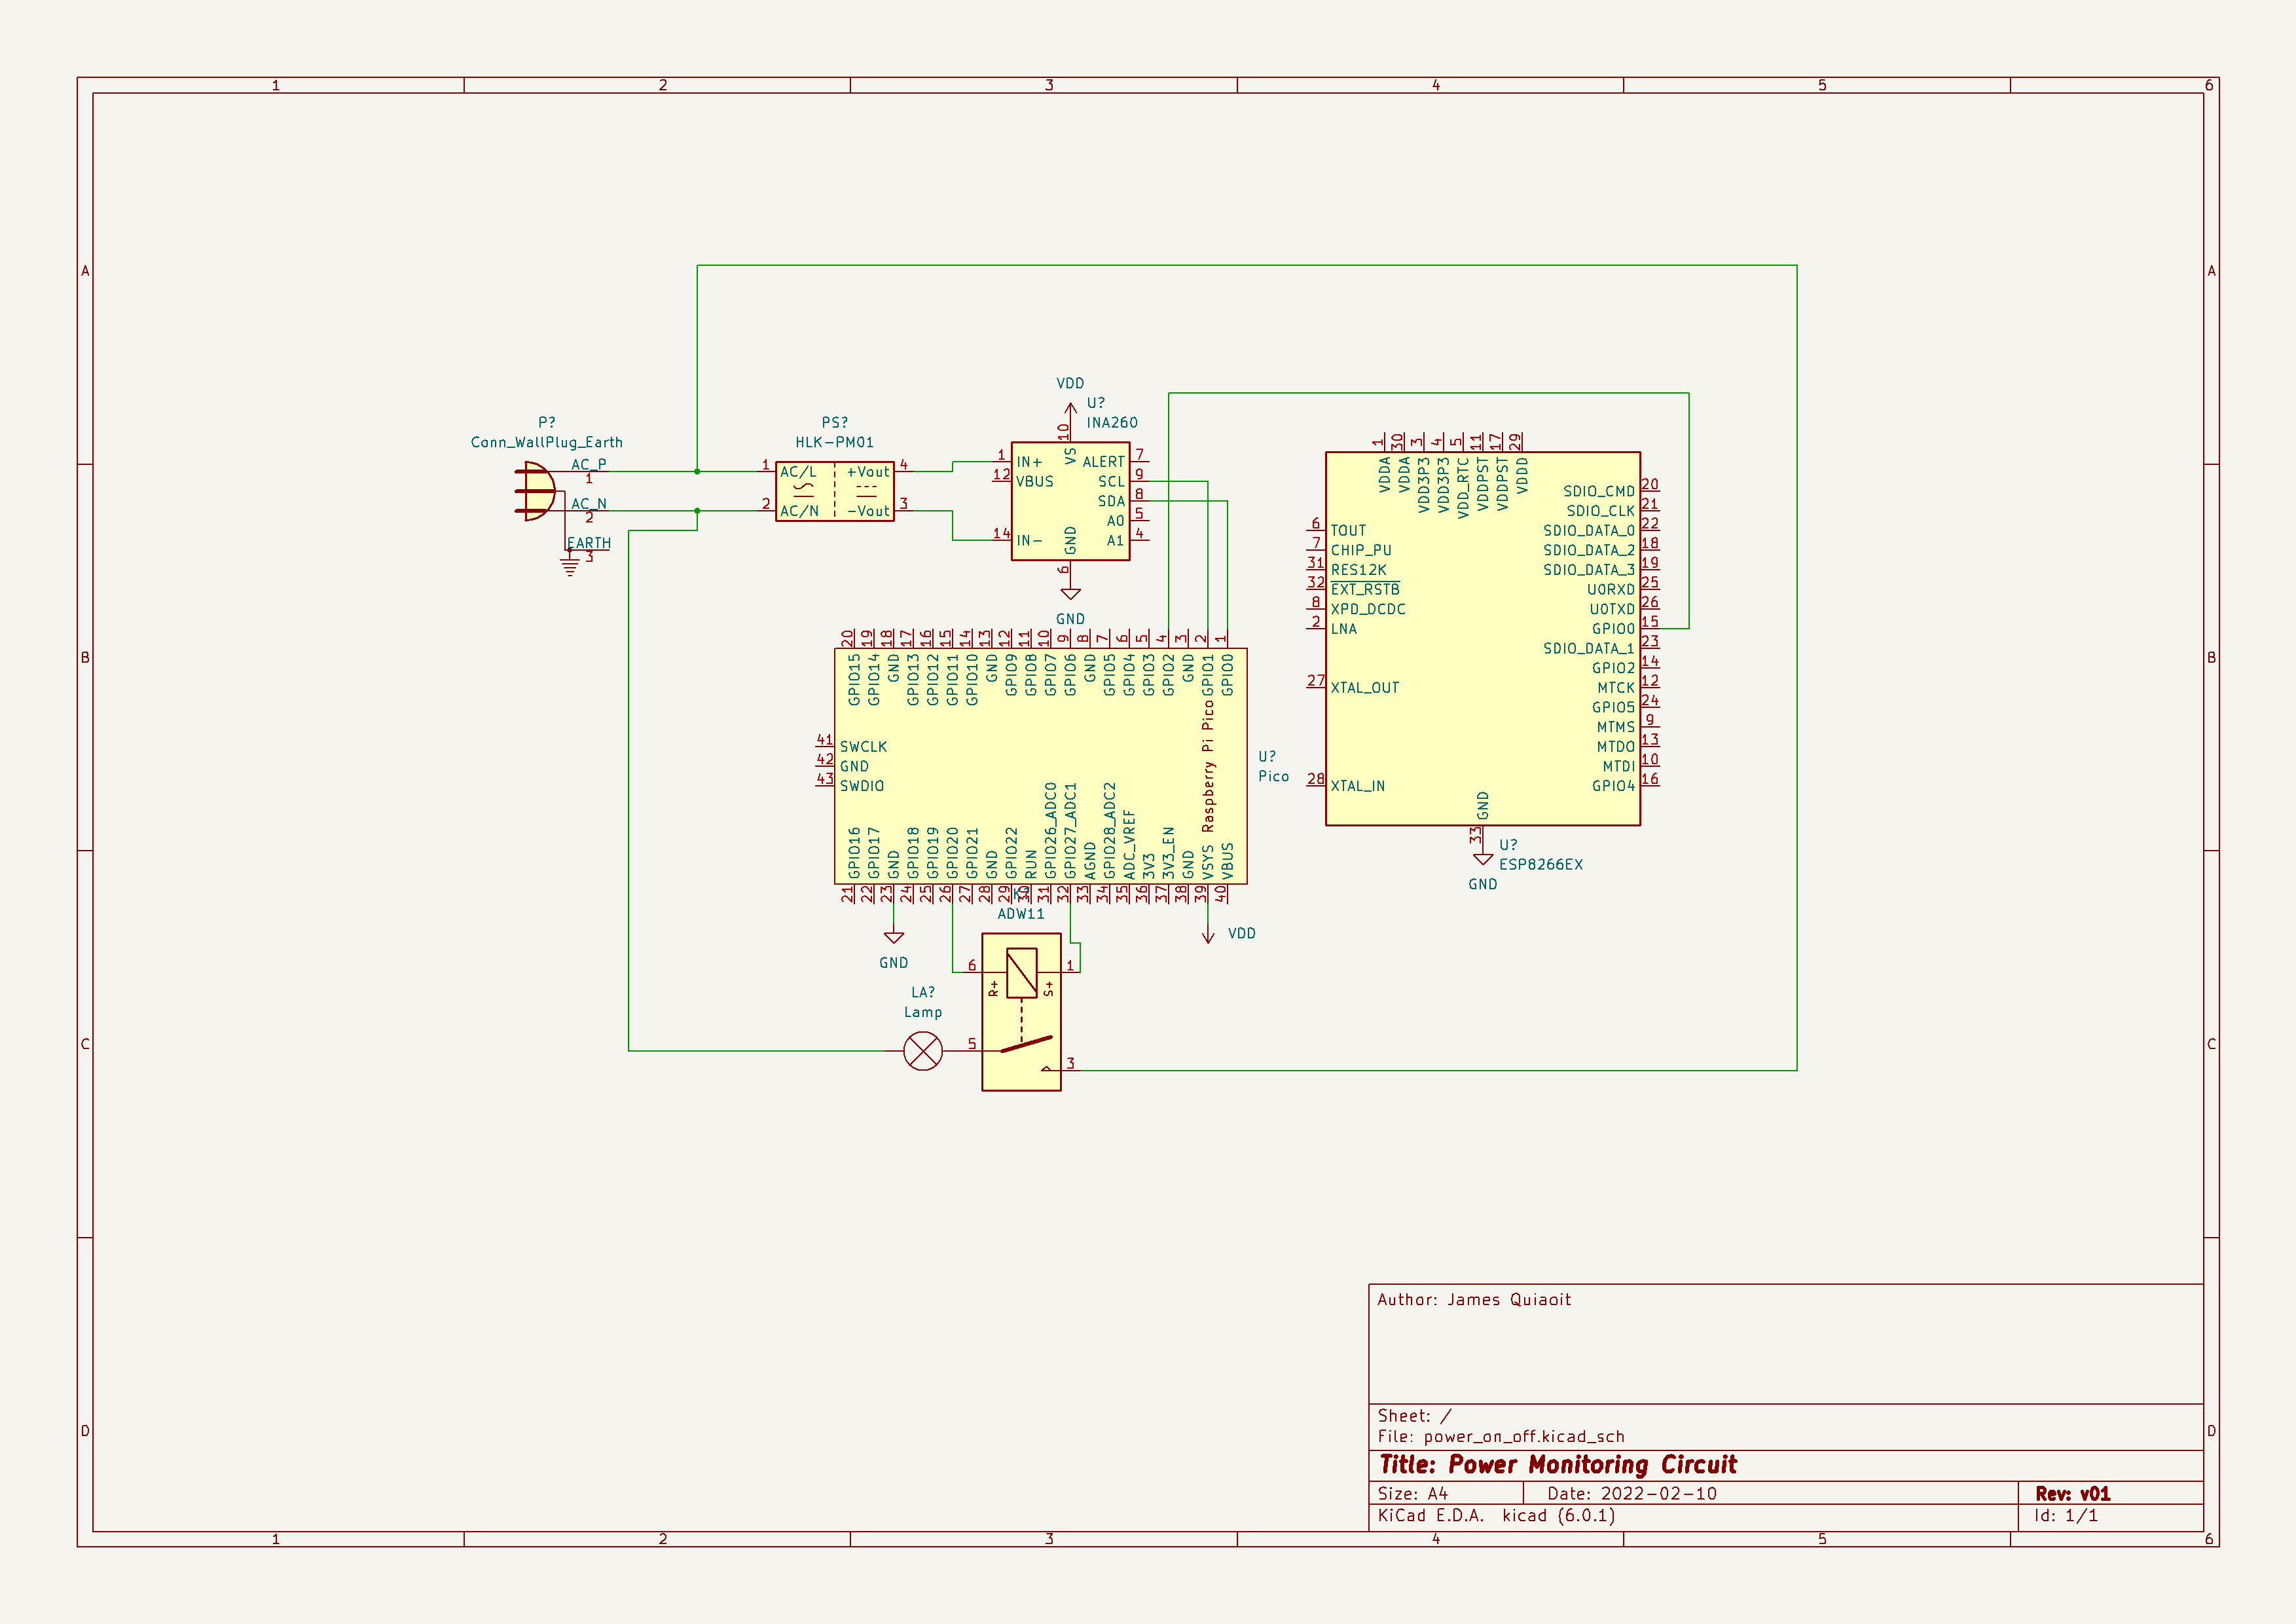 1 2 3 4 5 6
A A
VDD
P?
Conn_WallPlug_Earth
AC_P
1
AC_N
2
EARTH
3
PS?
HLK-PM01
1 AC/L +Vout 4
2 AC/N -Vout 3
U?
INA260
10
VS
1 IN+ ALERT 7
12 VBUS SCL 9
SDA 8
A0 5
14 IN- A1 4
GND
6
GND
1 30 3 4 5 11 17 29
VDDA VDDA VDD3P3 VDD3P3 VDD_RTC VDDPST VDDPST VDDD
SDIO_CMD 20
SDIO_CLK 21
6 TOUT SDIO_DATA_0 22
7 CHIP_PU SDIO_DATA_2 18
31 RES12K SDIO_DATA_3 19
32 EXT_RSTB U0RXD 25
8 XPD_DCDC U0TXD 26
2 LNA GPIO0 15
SDIO_DATA_1 23
GPIO2 14
27 XTAL_OUT MTCK 12
GPIO5 24
MTMS 9
MTDO 13
MTDI 10
28 XTAL_IN GPIO4 16
GND
33
U?
ESP8266EX
GND
B B
20 19 18 17 16 15 14 13 12 11 10 9 8 7 6 5 4 3 2 1
GPIO15 GPIO14 GND GPIO13 GPIO12 GPIO11 GPIO10 GND GPIO9 GPIO8 GPIO7 GPIO6 GND GPIO5 GPIO4 GPIO3 GPIO2 GND GPIO1 GPIO0
Raspberry Pi Pico
41 SWCLK
42 GND
43 SWDIO
U?
Pico
GPIO16 GPIO17 GND GPIO18 GPIO19 GPIO20 GPIO21 GND GPIO22 RUN GPIO26_ADC0 GPIO27_ADC1 AGND GPIO28_ADC2 ADC_VREF 3V3 3V3_EN GND VSYS VBUS
21 22 23 24 25 26 27 28 29 30 31 32 33 34 35 36 37 38 39 40
K?
ADW11
GND
VDD
6 1
R+ S+
LA?
Lamp
5
3
C C
D D
Author: James Quiaoit
Sheet: /
File: power_on_off.kicad_sch
Title: Power Monitoring Circuit
Size: A4 Date: 2022-02-10 Rev: v01
KiCad E.D.A. kicad (6.0.1) Id: 1/1
1 2 3 4 5 6